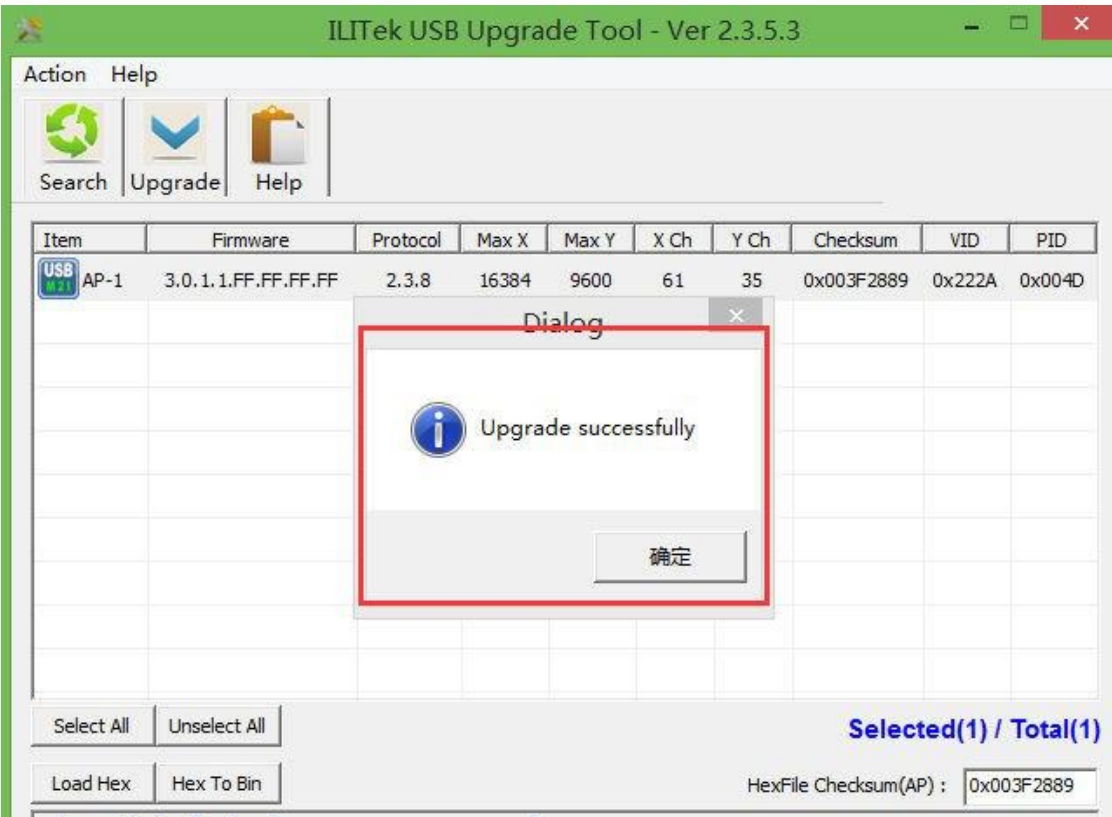 ILITek USB Upgrade Tool - Ver 2.3.5.3
Action Help
Search Upgrade Help
Item Firmware Protocol Max X Max Y X Ch Y Ch Checksum VID PID
USB M21 AP-1 3.0.1.1.FF.FF.FF.FF 2.3.8 16384 9600 61 35 0x003F2889 0x222A 0x004D
Dialog
Upgrade successfully
确定
Select All Unselect All Selected(1) / Total(1)
Load Hex Hex To Bin HexFile Checksum(AP) : 0x003F2889